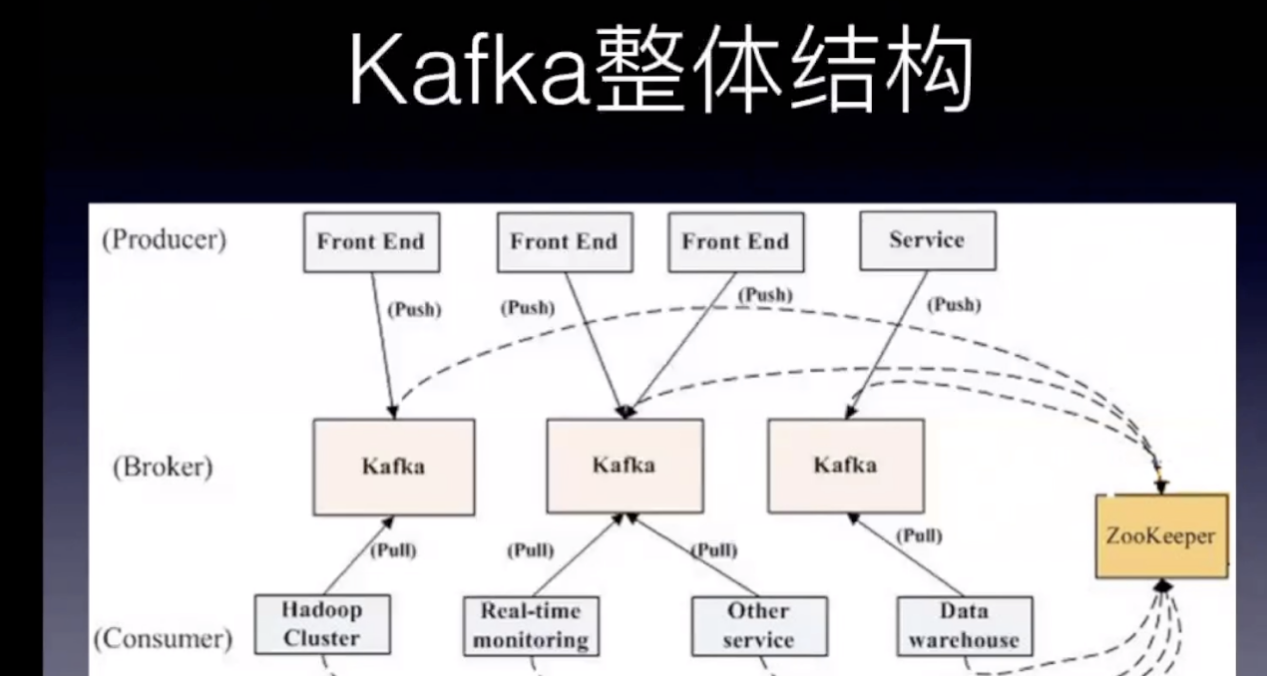 Kafka整体结构
(Producer)
Front End
Front End
Front End
Service
(Push)
(Push)
(Push)
(Push)
(Broker)
Kafka
Kafka
Kafka
ZooKeeper
(Pull)
(Pull)
(Pull)
(Pull)
(Consumer)
Hadoop
Cluster
Real-time
monitoring
Other
service
Data
warehouse